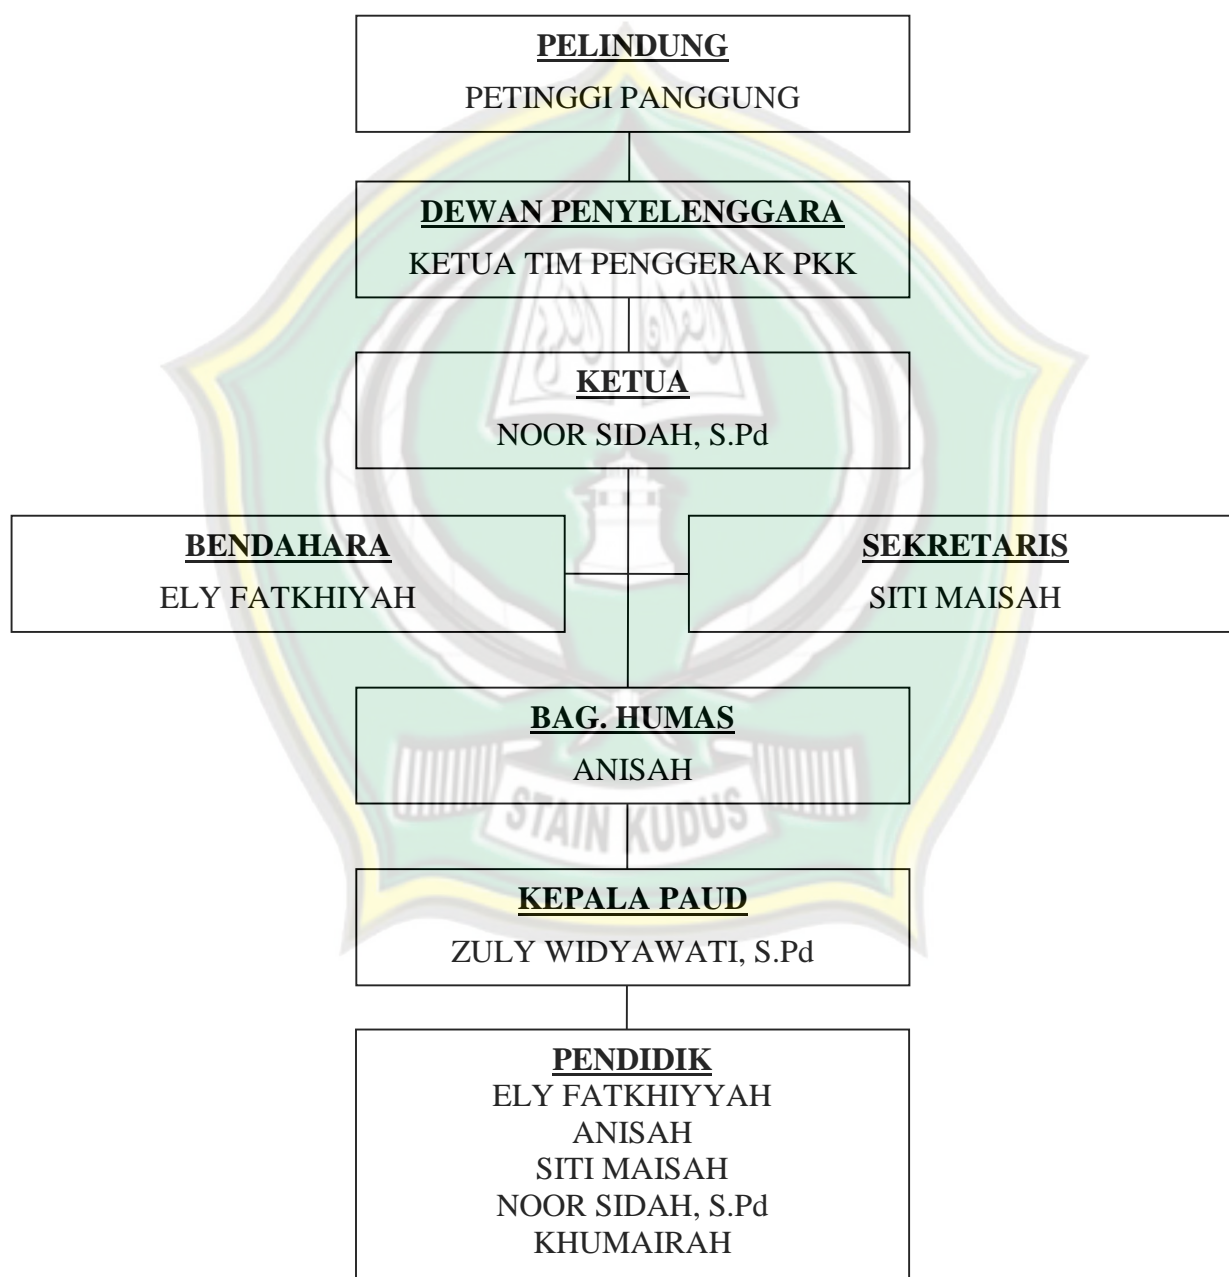 PELINDUNG
PETINGGI PANGGUNG
DEWAN PENYELENGGARA
KETUA TIM PENGGERAK PKK
KETUA
NOOR SIDAH, S.Pd
BENDAHARA
ELY FATKHIYAH
SEKRETARIS
SITI MAISAH
BAG. HUMAS
ANISAH
STAIN KUDUS
KEPALA PAUD
ZULY WIDYAWATI, S.Pd
PENDIDIK
ELY FATKHIYYAH
ANISAH
SITI MAISAH
NOOR SIDAH, S.Pd
KHUMAIRAH